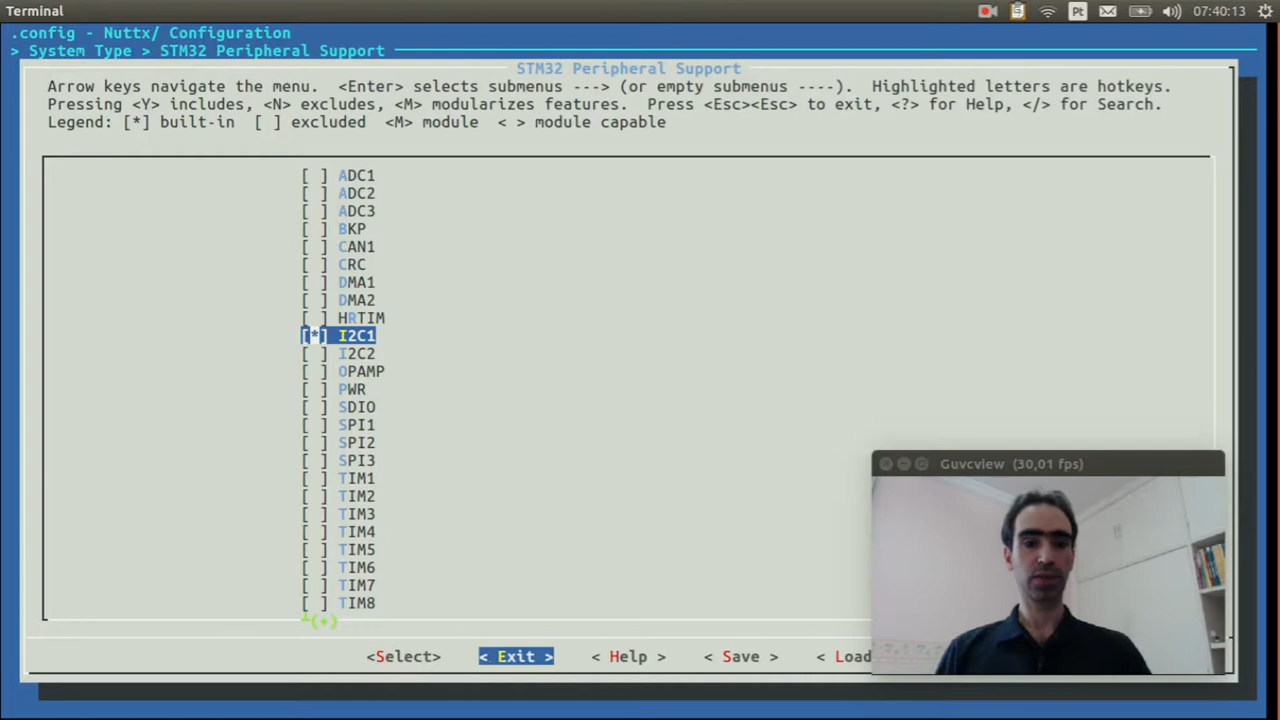 Terminal
Pt
07:40:13
.config - Nuttx/ Configuration
> System Type > STM32 Peripheral Support
STM32 Peripheral Support
Arrow keys navigate the menu.  <Enter> selects submenus ---> (or empty submenus ----).  Highlighted letters are hotkeys.
Pressing <Y> includes, <N> excludes, <M> modularizes features.  Press <Esc><Esc> to exit, <?> for Help, </> for Search.
Legend: [*] built-in  [ ] excluded  <M> module  < > module capable
[ ] ADC1
[ ] ADC2
[ ] ADC3
[ ] BKP
[ ] CAN1
[ ] CRC
[ ] DMA1
[ ] DMA2
[ ] HRTIM
[*] I2C1
[ ] I2C2
[ ] OPAMP
[ ] PWR
[ ] SDIO
[ ] SPI1
[ ] SPI2
[ ] SPI3
[ ] TIM1
[ ] TIM2
[ ] TIM3
[ ] TIM4
[ ] TIM5
[ ] TIM6
[ ] TIM7
[ ] TIM8
┴(+)
<Select>    < Exit >    < Help >    < Save >    < Load
Guvcview  (30,01 fps)